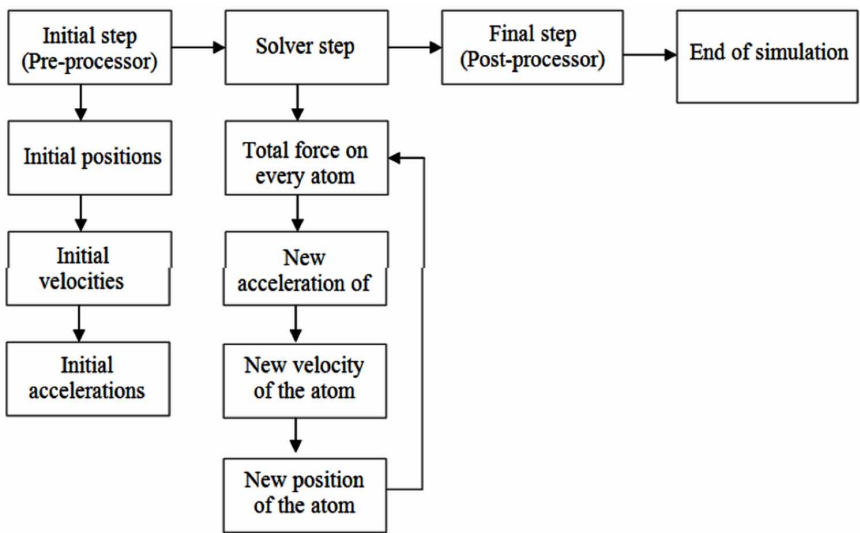 Initial step
(Pre-processor)
Solver step
Final step
(Post-processor)
End of simulation
Initial positions
Total force on
every atom
Initial
velocities
New
acceleration of
Initial
accelerations
New velocity
of the atom
New position
of the atom